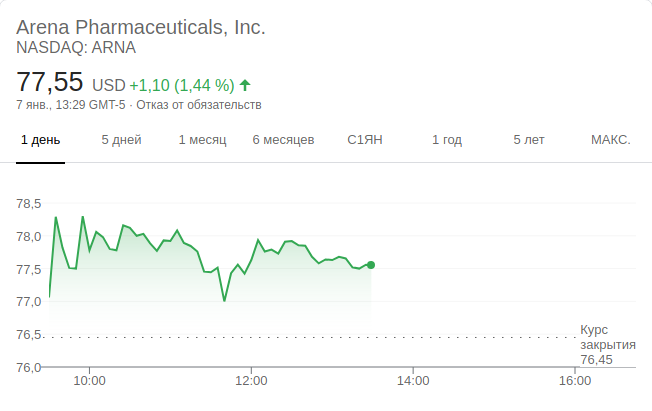 Arena Pharmaceuticals, Inc.
NASDAQ: ARNA
77,55 USD +1,10 (1,44 %)
7 янв., 13:29 GMT-5 · Отказ от обязательств
1 день 5 дней 1 месяц 6 месяцев С1ЯН 1 год 5 лет МАКС.
78,5
78,0
77,5
77,0
76,5
Курс
закрытия
76,45
76,0
10:00 12:00 14:00 16:00